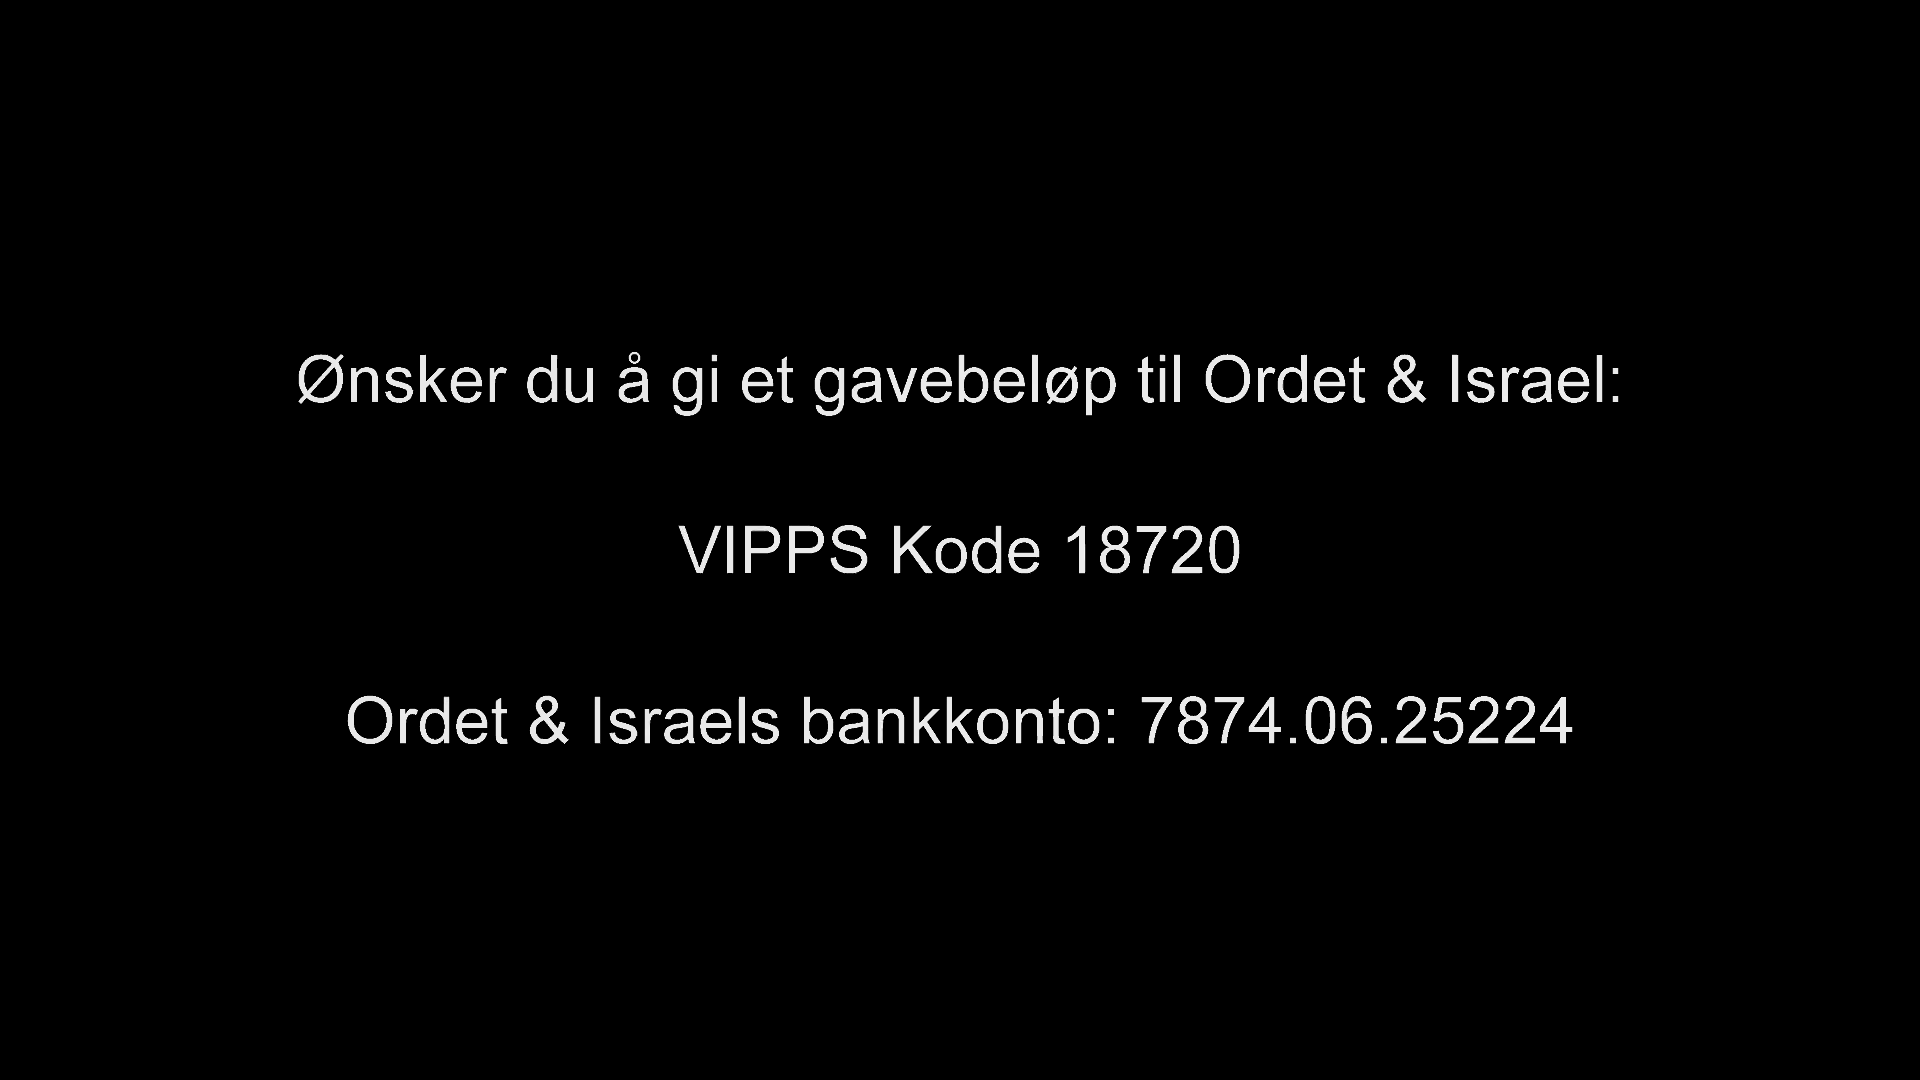 Ønsker du å gi et gavebeløp til Ordet & Israel:
VIPPS Kode 18720
Ordet & Israels bankkonto: 7874.06.25224